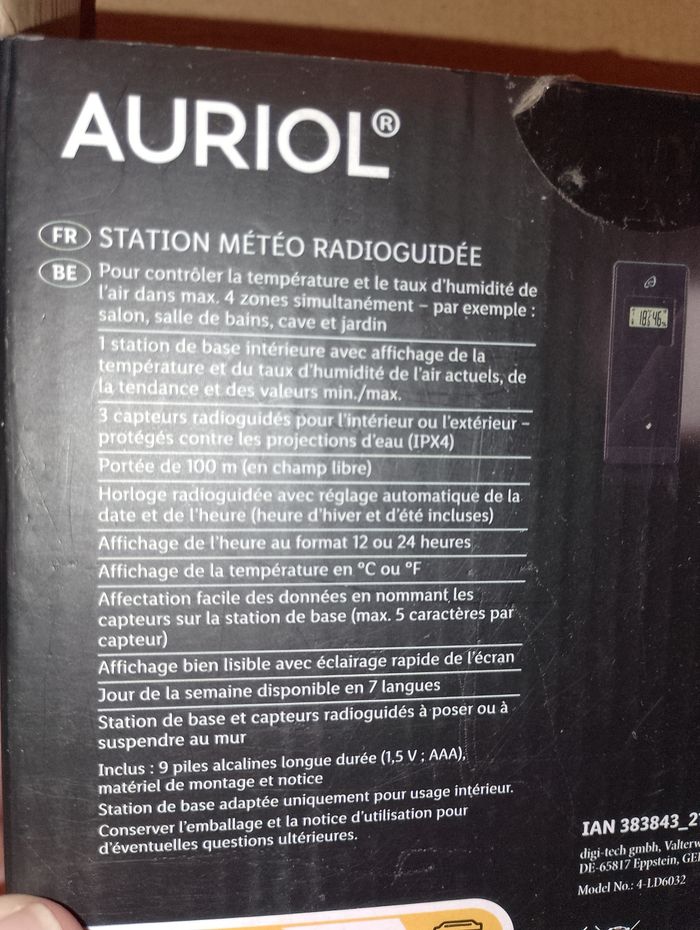 AURIOL®
FR STATION MÉTÉO RADIOGUIDÉE
BE Pour contrôler la température et le taux d'humidité de
l'air dans max. 4 zones simultanément – par exemple :
salon, salle de bains, cave et jardin
1 station de base intérieure avec affichage de la
température et du taux d'humidité de l'air actuels, de
la tendance et des valeurs min./max.
3 capteurs radioguidés pour l'intérieur ou l'extérieur –
protégés contre les projections d'eau (IPX4)
Portée de 100 m (en champ libre)
Horloge radioguidée avec réglage automatique de la
date et de l'heure (heure d'hiver et d'été incluses)
Affichage de l'heure au format 12 ou 24 heures
Affichage de la température en °C ou °F
Affectation facile des données en nommant les
capteurs sur la station de base (max. 5 caractères par
capteur)
Affichage bien lisible avec éclairage rapide de l'écran
Jour de la semaine disponible en 7 langues
Station de base et capteurs radioguidés à poser ou à
suspendre au mur
Inclus : 9 piles alcalines longue durée (1,5 V ; AAA),
matériel de montage et notice
Station de base adaptée uniquement pour usage intérieur.
Conserver l'emballage et la notice d'utilisation pour
d'éventuelles questions ultérieures.
IAN 383843_2
digi-tech gmbh, Valterw
DE-65817 Eppstein, GE
Model No.: 4-LD6032